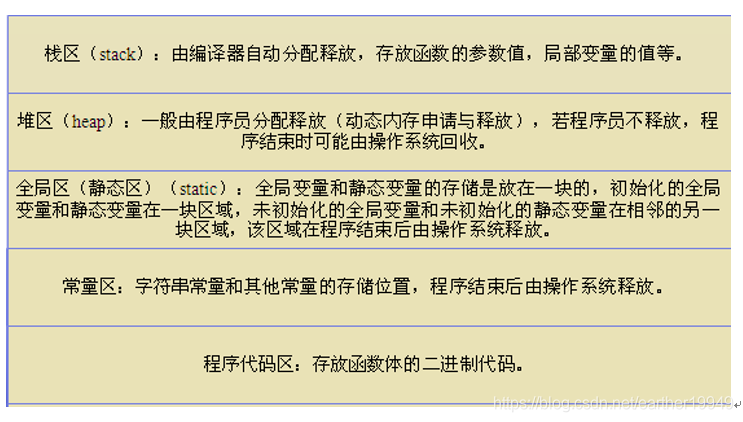 栈区（stack）：由编译器自动分配释放，存放函数的参数值，局部变量的值等。
堆区（heap）：一般由程序员分配释放（动态内存申请与释放），若程序员不释放，程
序结束时可能由操作系统回收。
全局区（静态区）（static）：全局变量和静态变量的存储是放在一块的，初始化的全局
变量和静态变量在一块区域，未初始化的全局变量和未初始化的静态变量在相邻的另一
块区域，该区域在程序结束后由操作系统释放。
常量区：字符串常量和其他常量的存储位置，程序结束后由操作系统释放。
程序代码区：存放函数体的二进制代码。
https://blog.csdn.net/earther19949